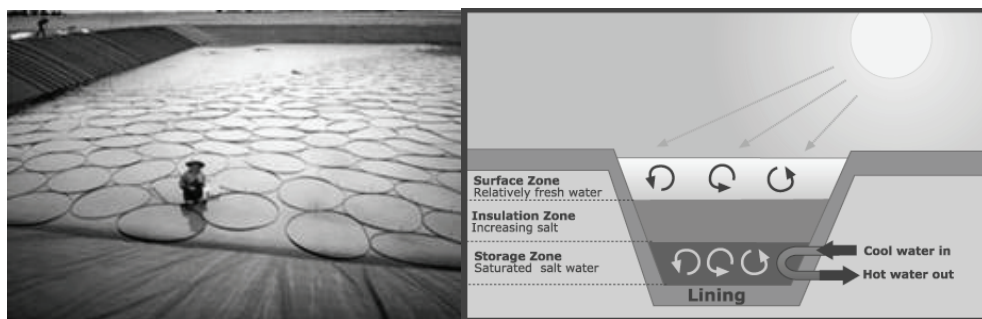 Surface Zone
Relatively fresh water
Insulation Zone
Increasing salt
Storage Zone
Saturated salt water
Cool water in
Hot water out
Lining